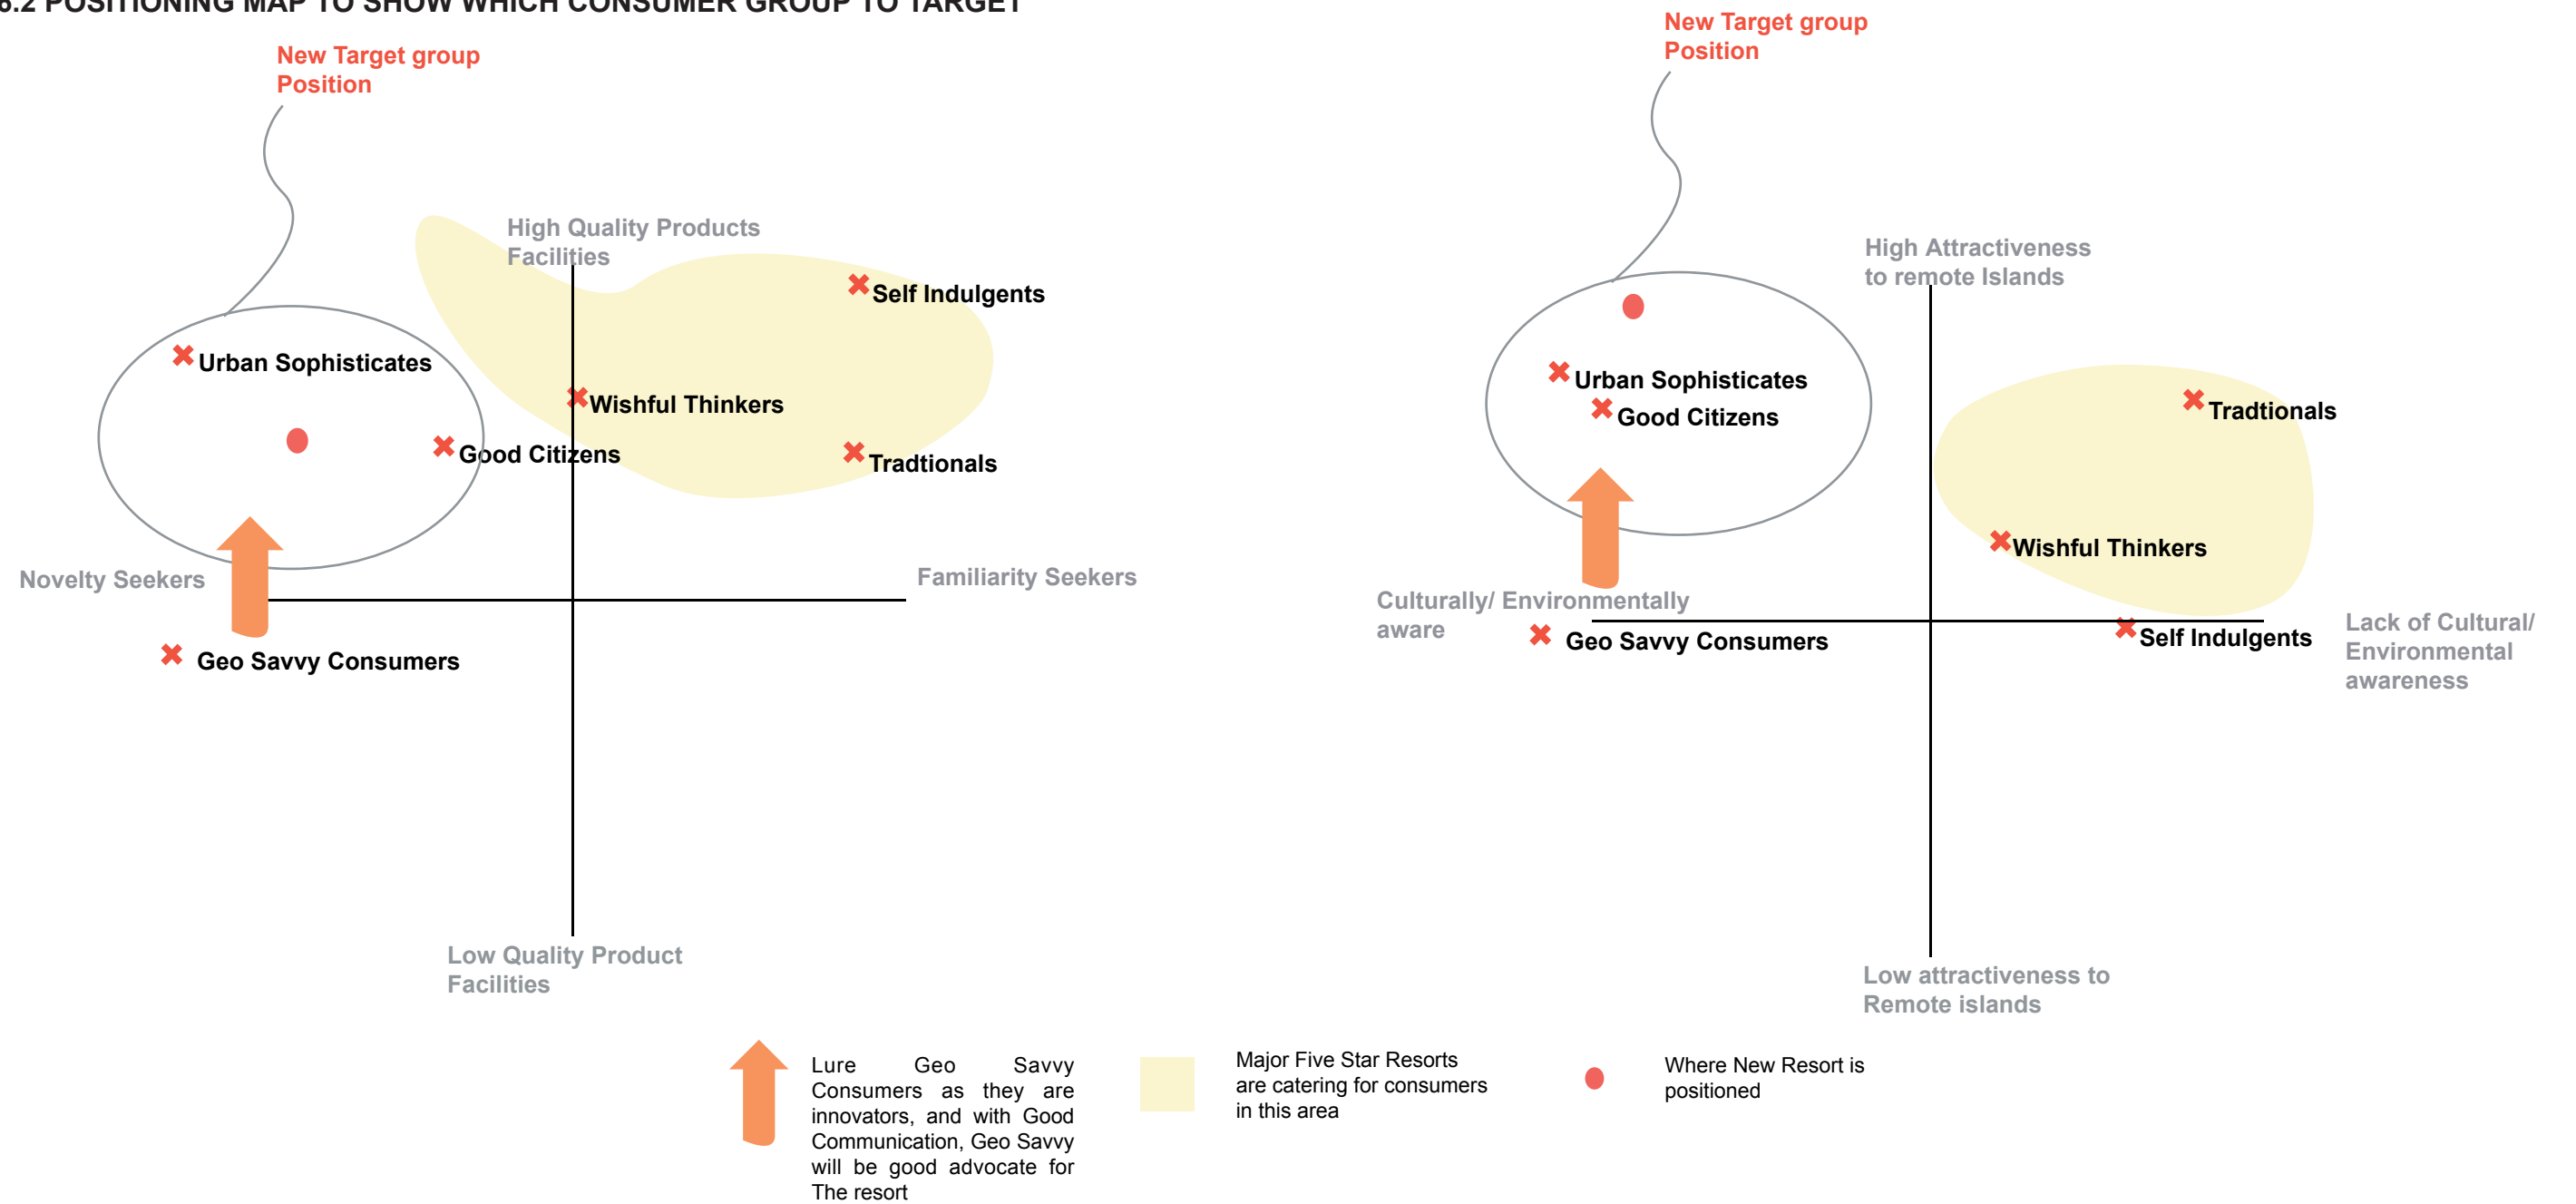 6.2 POSITIONING MAP TO SHOW WHICH CONSUMER GROUP TO TARGET
New Target group
Position
High Quality Products
Facilities
Self Indulgents
Urban Sophisticates
Wishful Thinkers
Good Citizens
Tradtionals
Novelty Seekers
Familiarity Seekers
Geo Savvy Consumers
Low Quality Product
Facilities
New Target group
Position
High Attractiveness
to remote Islands
Urban Sophisticates
Good Citizens
Tradtionals
Wishful Thinkers
Culturally/ Environmentally
aware
Geo Savvy Consumers
Self Indulgents
Lack of Cultural/
Environmental
awareness
Low attractiveness to
Remote islands
Lure Geo Savvy
Consumers as they are
innovators, and with Good
Communication, Geo Savvy
will be good advocate for
The resort
Major Five Star Resorts
are catering for consumers
in this area
Where New Resort is
positioned